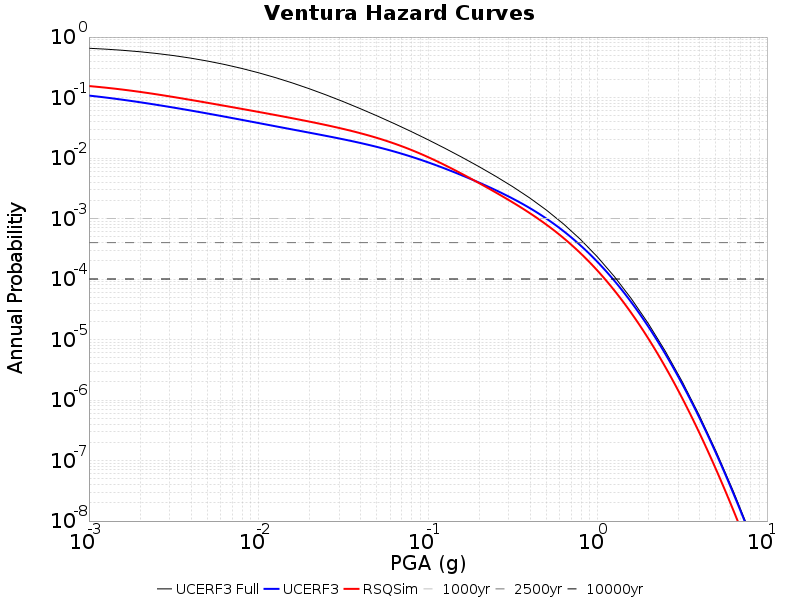 Ventura Hazard Curves
Annual Probabilitiy
10^0
10^-1
10^-2
10^-3
10^-4
10^-5
10^-6
10^-7
10^-8
10^-3 10^-2 10^-1 10^0 10^1
PGA (g)
UCERF3 Full UCERF3 RSQSim 1000yr 2500yr 10000yr